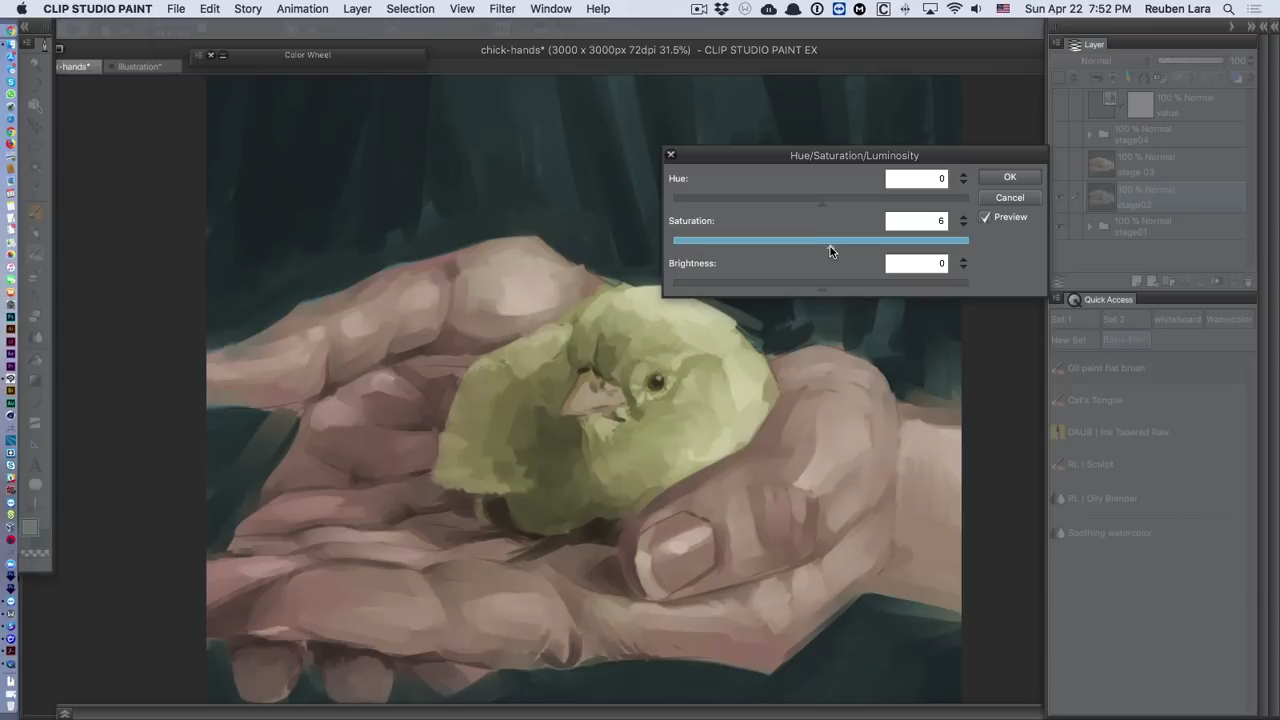 CLIP STUDIO PAINT File Edit Story Animation Layer Selection View Filter Window Help Sun Apr 22 7:52 PM Reuben Lara
chick-hands* (3000 x 3000px 72dpi 31.5%) - CLIP STUDIO PAINT EX
Color Wheel
k-hands* Illustration*
Layer
Normal 100
100 % Normal
value
100 % Normal
stage04
100 % Normal
stage 03
100 % Normal
stage02
100 % Normal
stage01
Hue/Saturation/Luminosity
Hue: 0 OK
Cancel
Saturation: 6 Preview
Brightness: 0
Quick Access
Set 1 Set 2 whiteboard Watercolor
New Set
Oil paint flat brush
Cat's Tongue
DAUB | Ink Tapered Raw
RL | Sculpt
RL | Oily Blender
Soothing watercolor